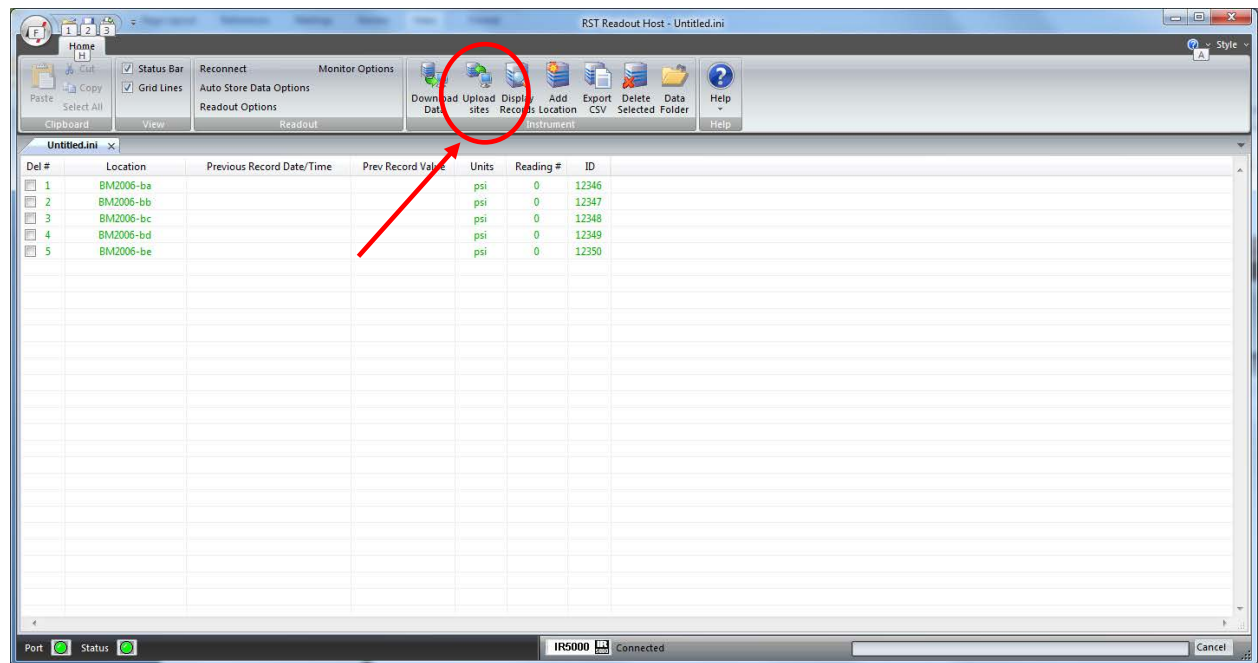 RST Readout Host - Untitled.ini
F 1 2 3
Home
H
Style
A
Paste
Cut
Copy
Select All
Clipboard
Status Bar
Grid Lines
View
Reconnect Monitor Options
Auto Store Data Options
Readout Options
Readout
Download Data
Upload sites
Display Records
Add Location
Export CSV
Delete Selected
Data Folder
Instrument
Help
Help
Untitled.ini x
Del # Location Previous Record Date/Time Prev Record Value Units Reading # ID
1 BM2006-ba psi 0 12346
2 BM2006-bb psi 0 12347
3 BM2006-bc psi 0 12348
4 BM2006-bd psi 0 12349
5 BM2006-be psi 0 12350
Port Status IR5000 Connected Cancel